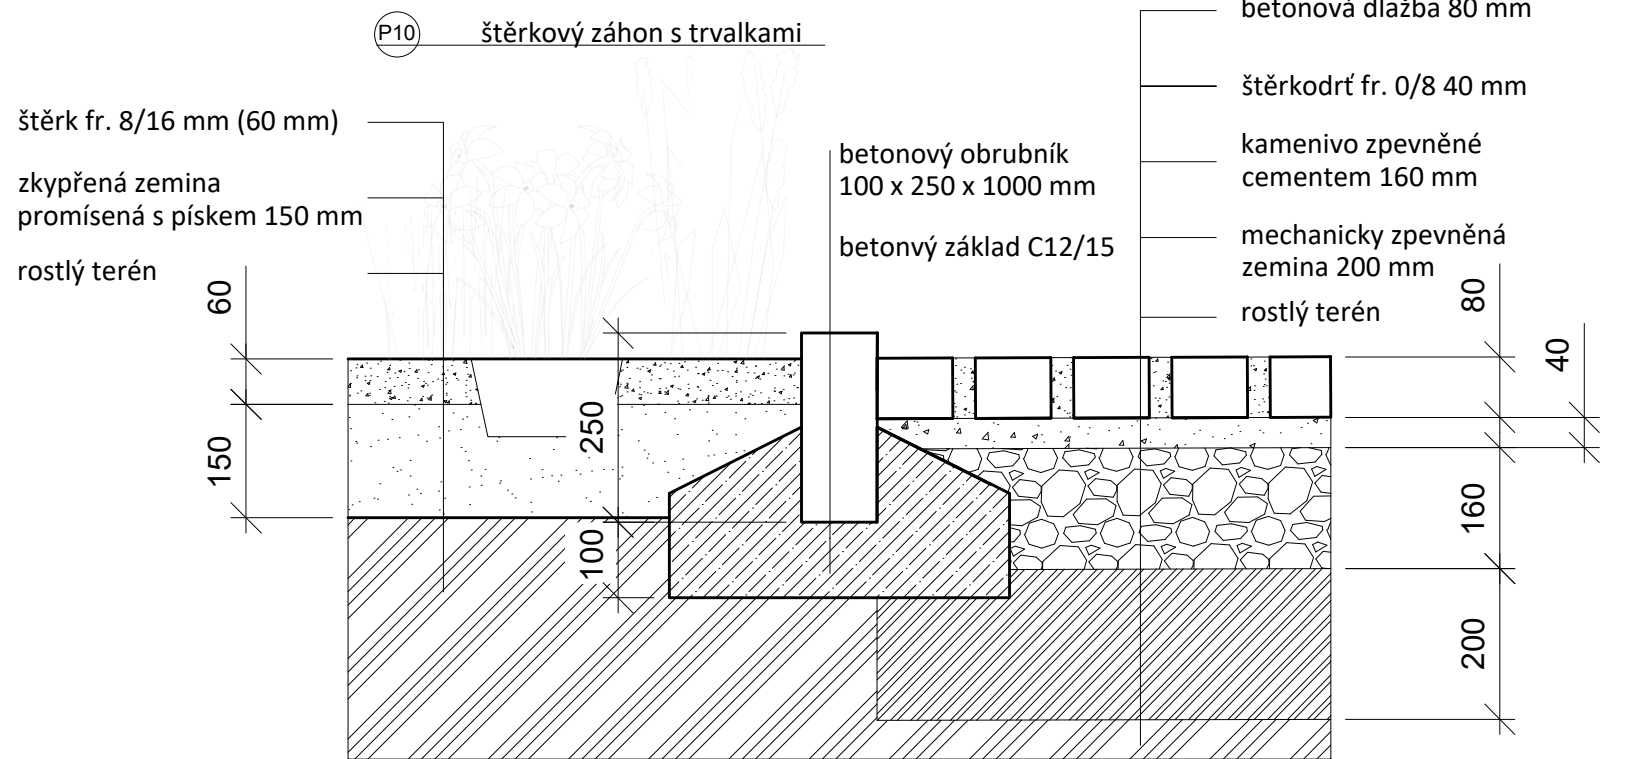 betonová dlažba 80 mm
P10
štěrkový záhon s trvalkami
štěrkodrť fr. 0/8 40 mm
štěrk fr. 8/16 mm (60 mm)
kamenivo zpevněné
cementem 160 mm
betonový obrubník
100 x 250 x 1000 mm
zkypřená zemina
promísená s pískem 150 mm
betonvý základ C12/15
mechanicky zpevněná
zemina 200 mm
rostlý terén
rostlý terén
60
150
250
100
80
40
160
200